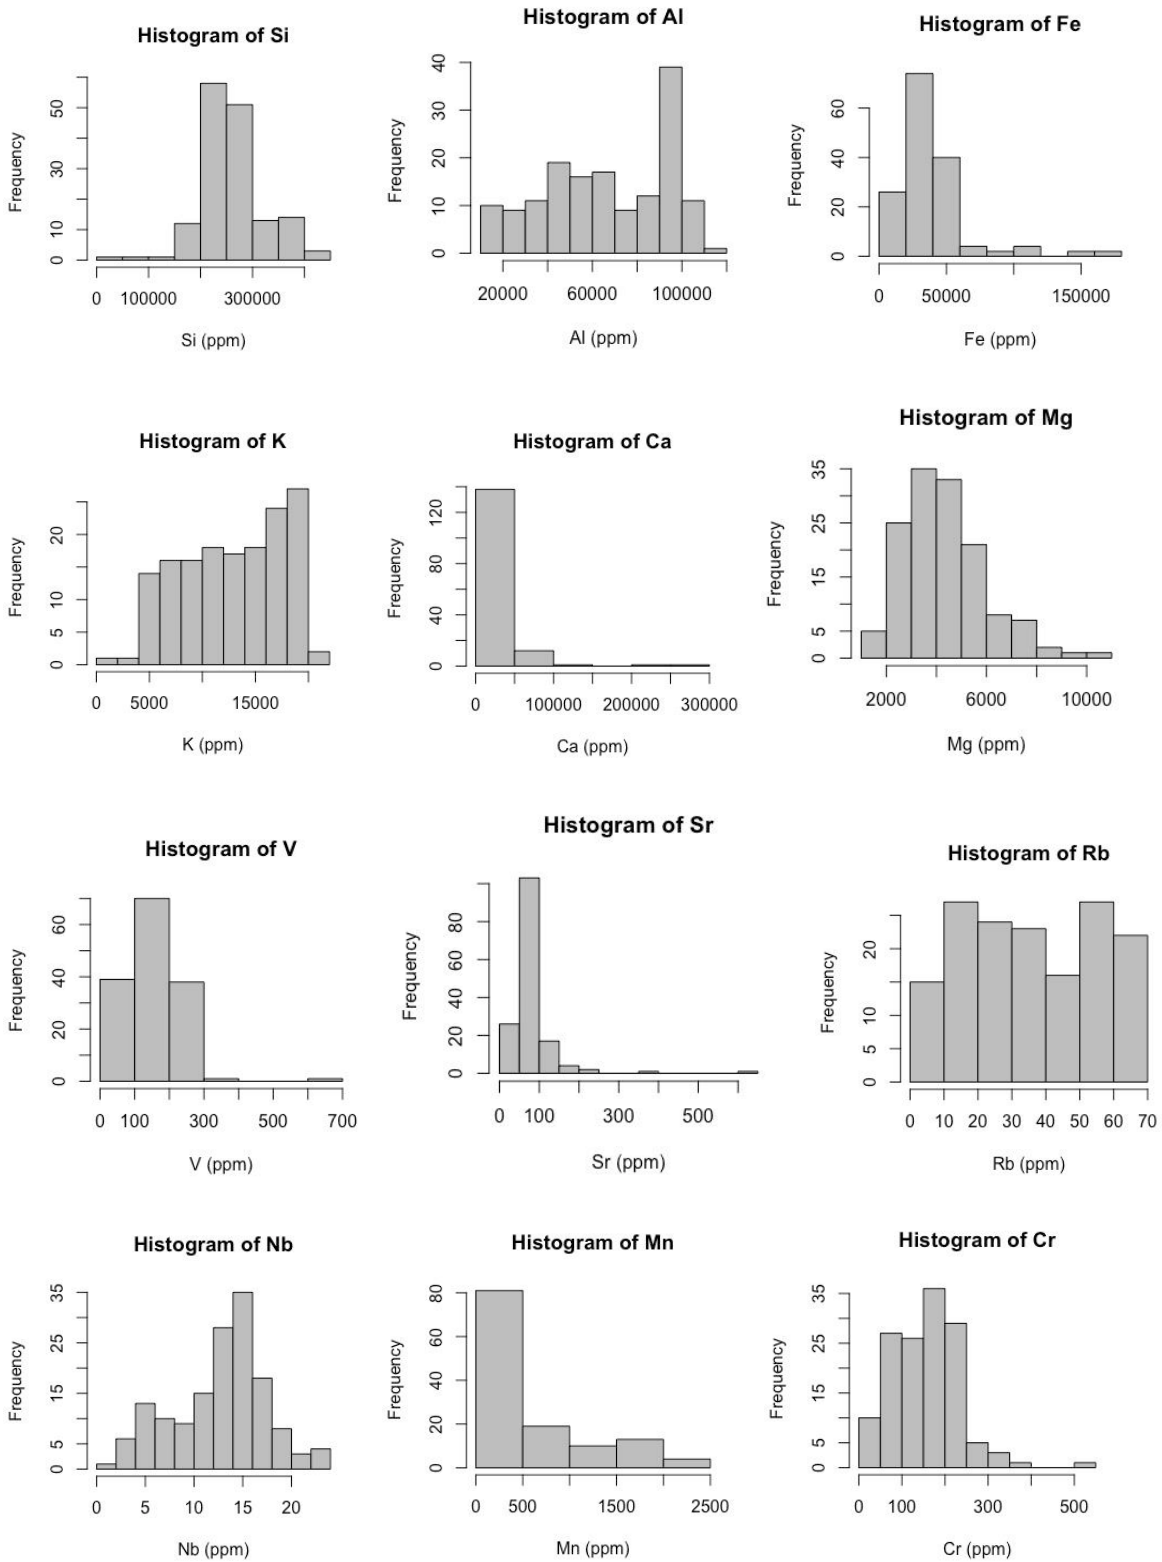 Histogram of Si
Frequency
0 10 30 50
0 100000 300000
Si (ppm)
Histogram of Al
Frequency
0 10 20 30 40
20000 60000 100000
Al (ppm)
Histogram of Fe
Frequency
0 20 40 60
0 50000 150000
Fe (ppm)
Histogram of K
Frequency
0 5 10 20
0 5000 15000
K (ppm)
Histogram of Ca
Frequency
0 40 80 120
0 100000 200000 300000
Ca (ppm)
Histogram of Mg
Frequency
5 15 25 35
0
2000 6000 10000
Mg (ppm)
Histogram of V
Frequency
0 20 40 60
0 100 300 500 700
V (ppm)
Histogram of Sr
Frequency
0 20 40 60 80
0 100 300 500
Sr (ppm)
Histogram of Rb
Frequency
0 5 10 20
0 10 20 30 40 50 60 70
Rb (ppm)
Histogram of Nb
Frequency
0 5 15 25 35
0 5 10 15 20
Nb (ppm)
Histogram of Mn
Frequency
0 20 40 60 80
0 500 1500 2500
Mn (ppm)
Histogram of Cr
Frequency
0 5 15 25 35
0 100 300 500
Cr (ppm)